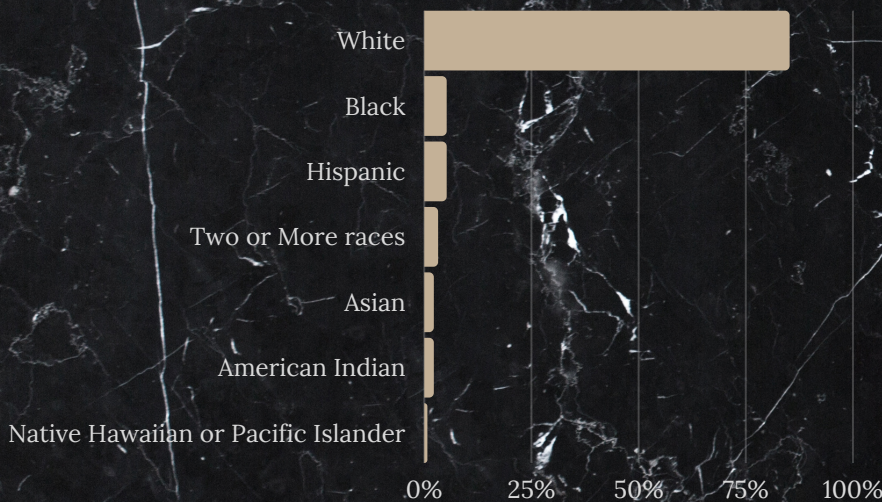 White
Black
Hispanic
Two or More races
Asian
American Indian
Native Hawaiian or Pacific Islander
0% 25% 50% 75% 100%